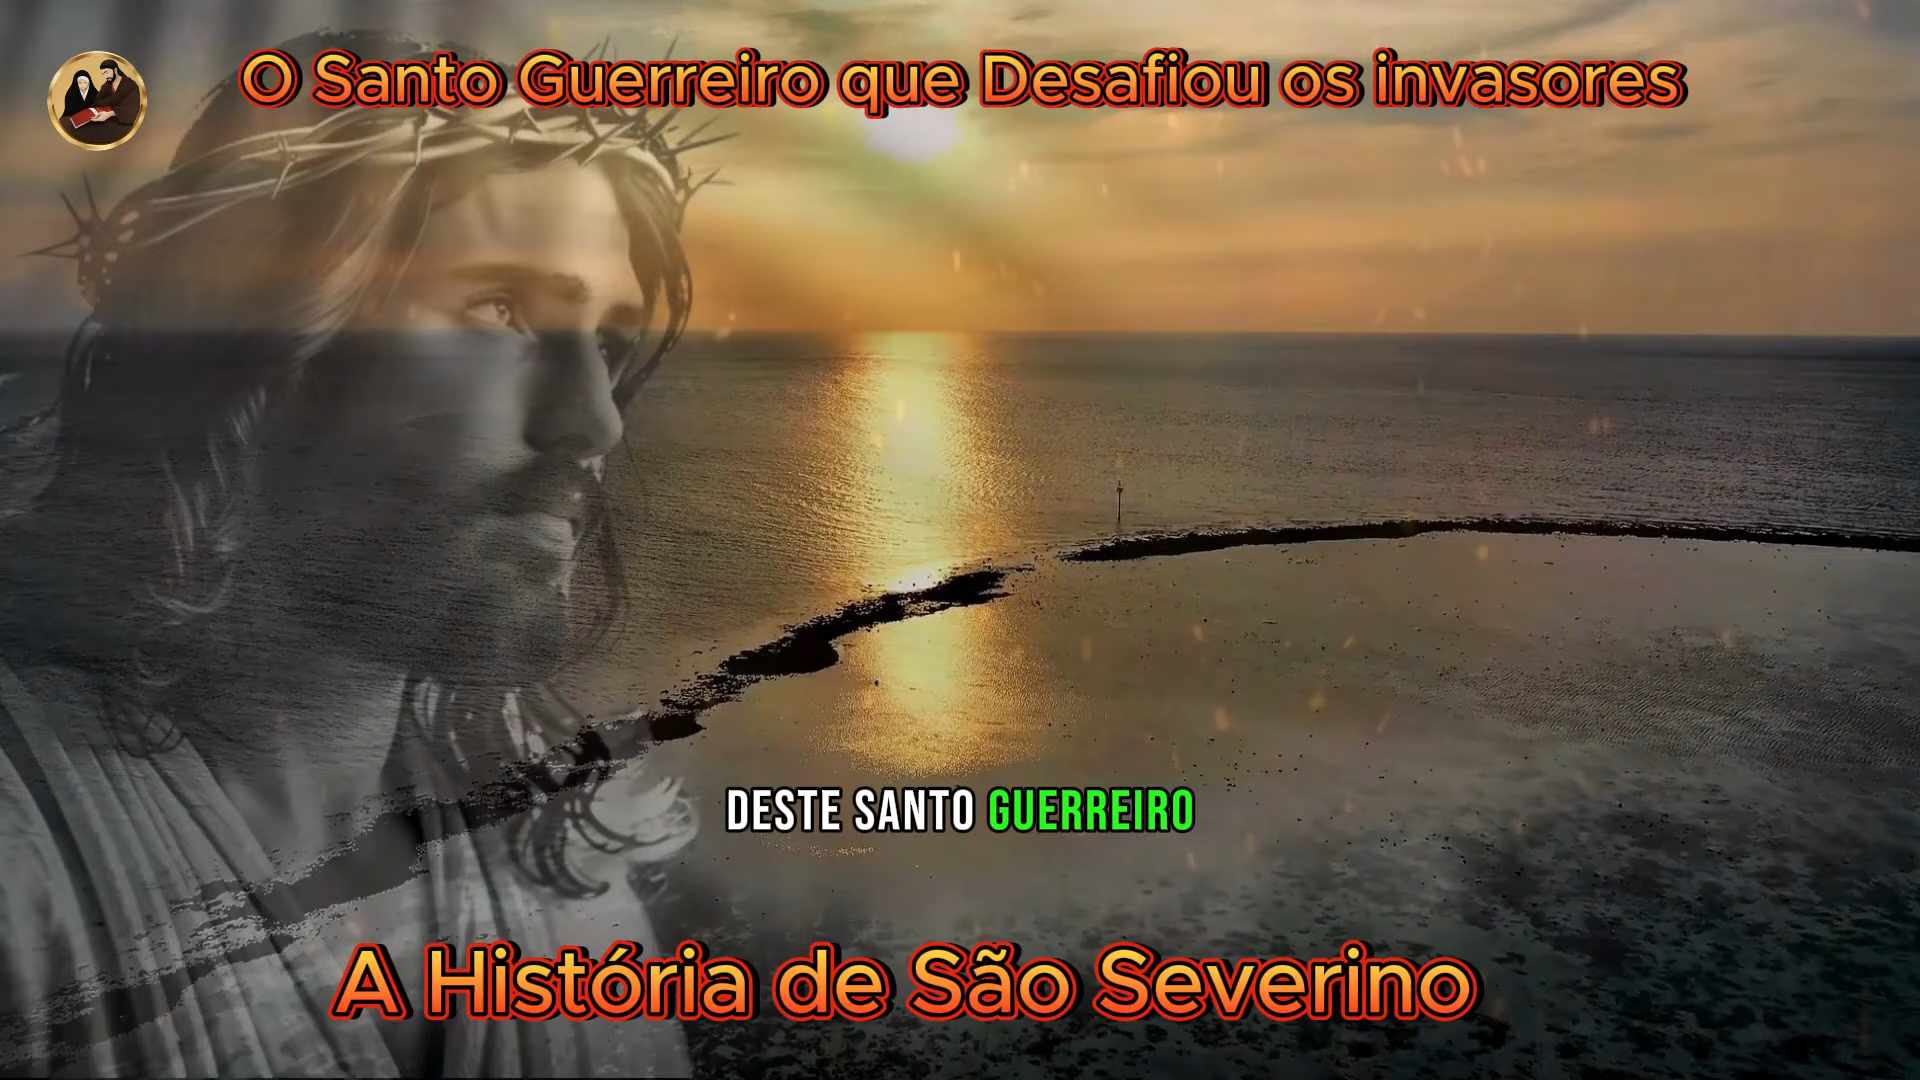 O Santo Guerreiro que Desafiou os invasores
DESTE SANTO GUERREIRO
A História de São Severino